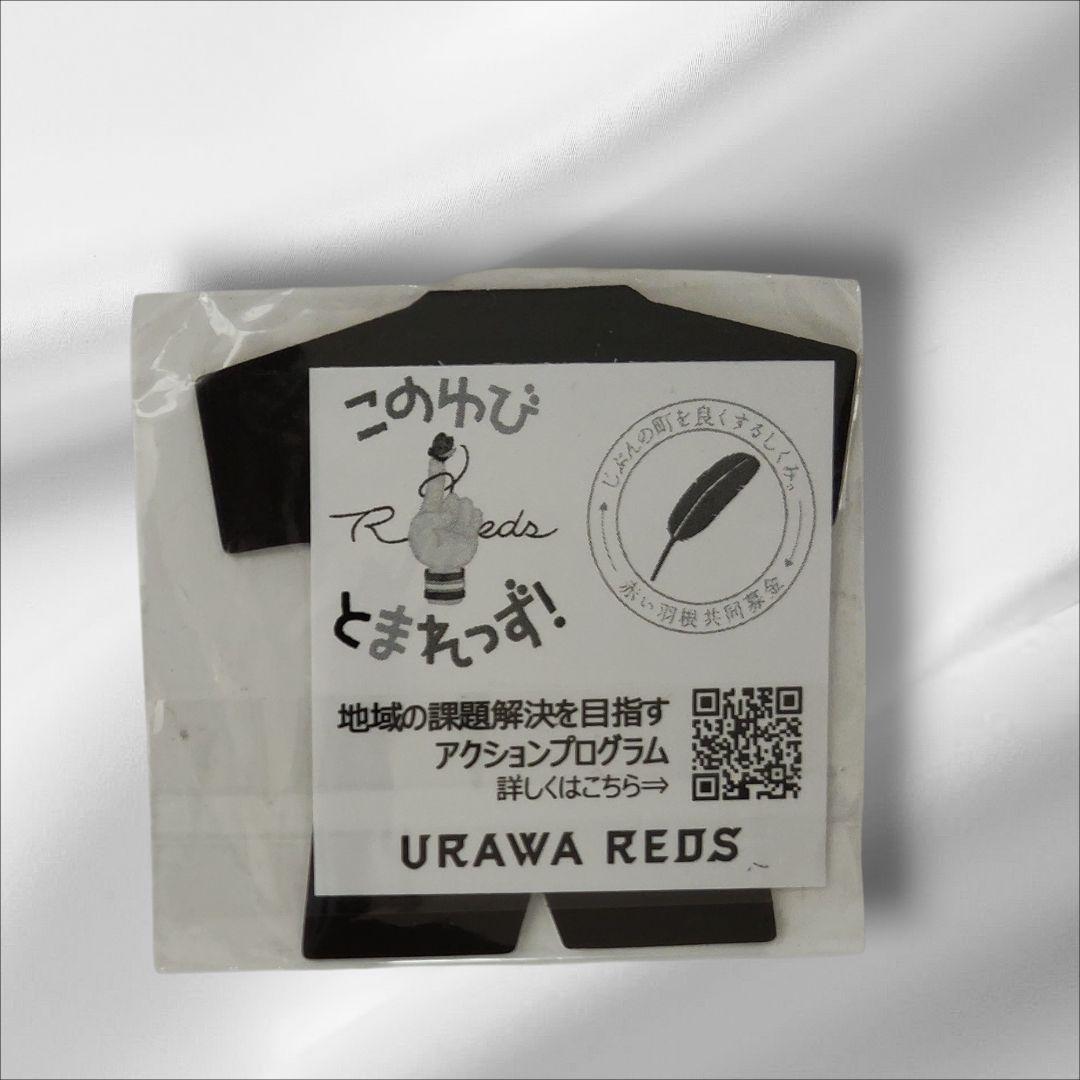 このゆび
R eds
とまれっず!
じぶんの町を良くするしくみ。
赤い羽根共同募金
地域の課題解決を目指す
アクションプログラム
詳しくはこちら⇒
URAWA REDS